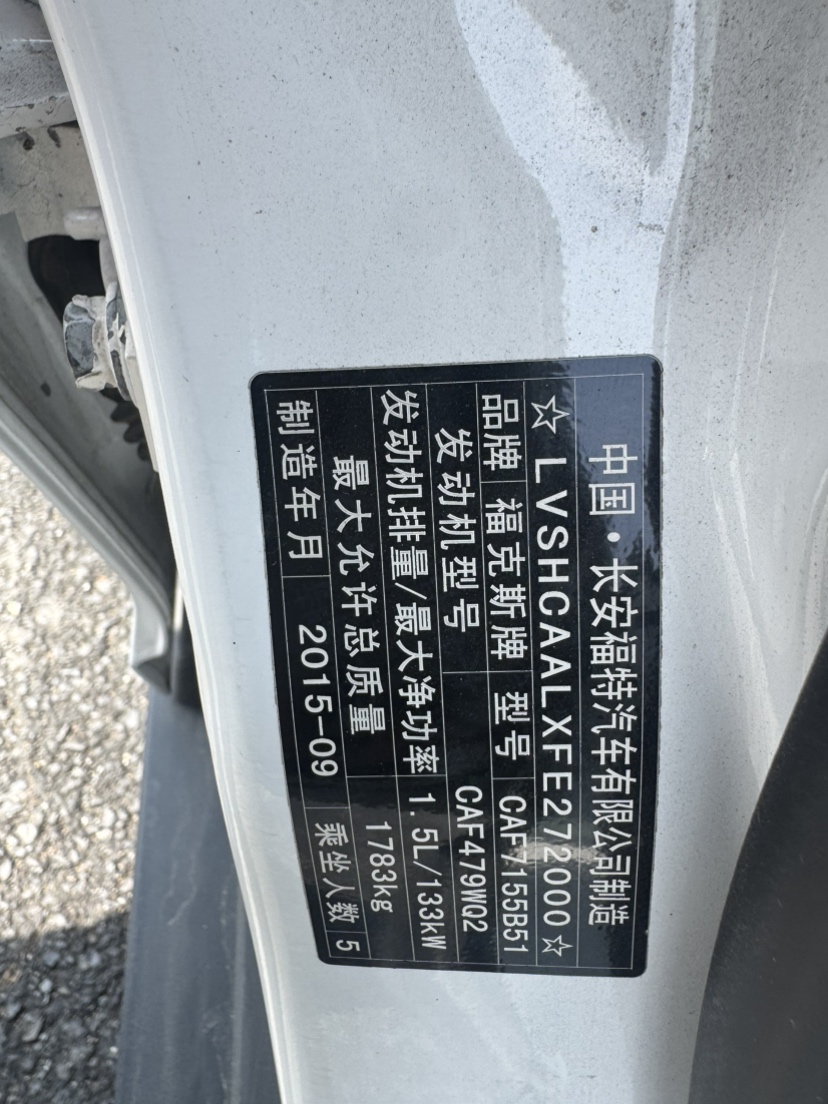 中国·长安福特汽车有限公司制造
☆LVSHCAALXFE272000☆
品牌 福克斯牌 型号 CAF7155B51
发动机型号 CAF479WQ2
发动机排量/最大净功率 1.5L/133kW
最大允许总质量 1783kg
制造年月 2015-09 乘坐人数 5